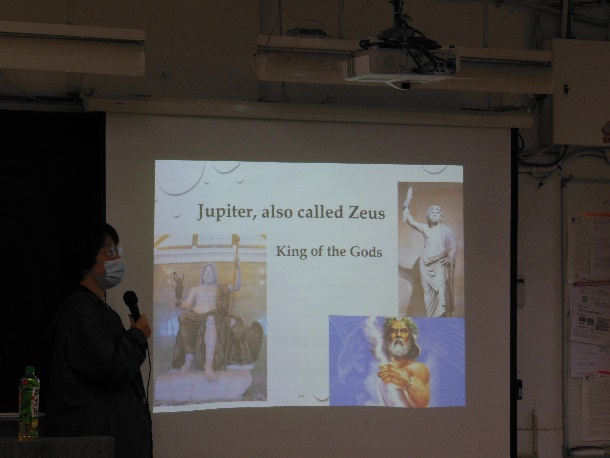 Jupiter, also called Zeus
King of the Gods